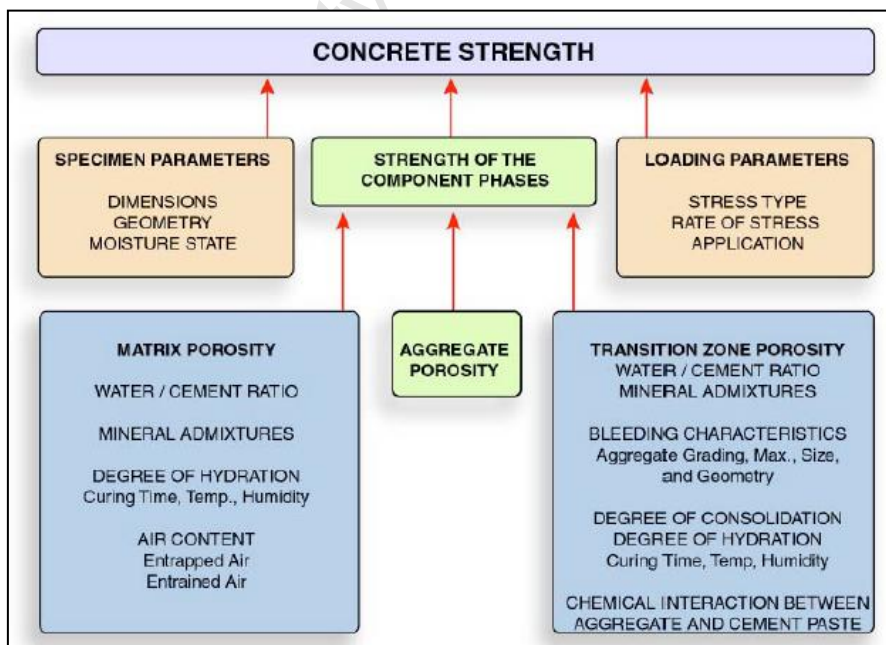 CONCRETE STRENGTH
SPECIMEN PARAMETERS
DIMENSIONS
GEOMETRY
MOISTURE STATE
STRENGTH OF THE
COMPONENT PHASES
LOADING PARAMETERS
STRESS TYPE
RATE OF STRESS
APPLICATION
MATRIX POROSITY
WATER / CEMENT RATIO
MINERAL ADMIXTURES
DEGREE OF HYDRATION
Curing Time, Temp., Humidity
AIR CONTENT
Entrapped Air
Entrained Air
AGGREGATE
POROSITY
TRANSITION ZONE POROSITY
WATER / CEMENT RATIO
MINERAL ADMIXTURES
BLEEDING CHARACTERISTICS
Aggregate Grading, Max., Size,
and Geometry
DEGREE OF CONSOLIDATION
DEGREE OF HYDRATION
Curing Time, Temp, Humidity
CHEMICAL INTERACTION BETWEEN
AGGREGATE AND CEMENT PASTE